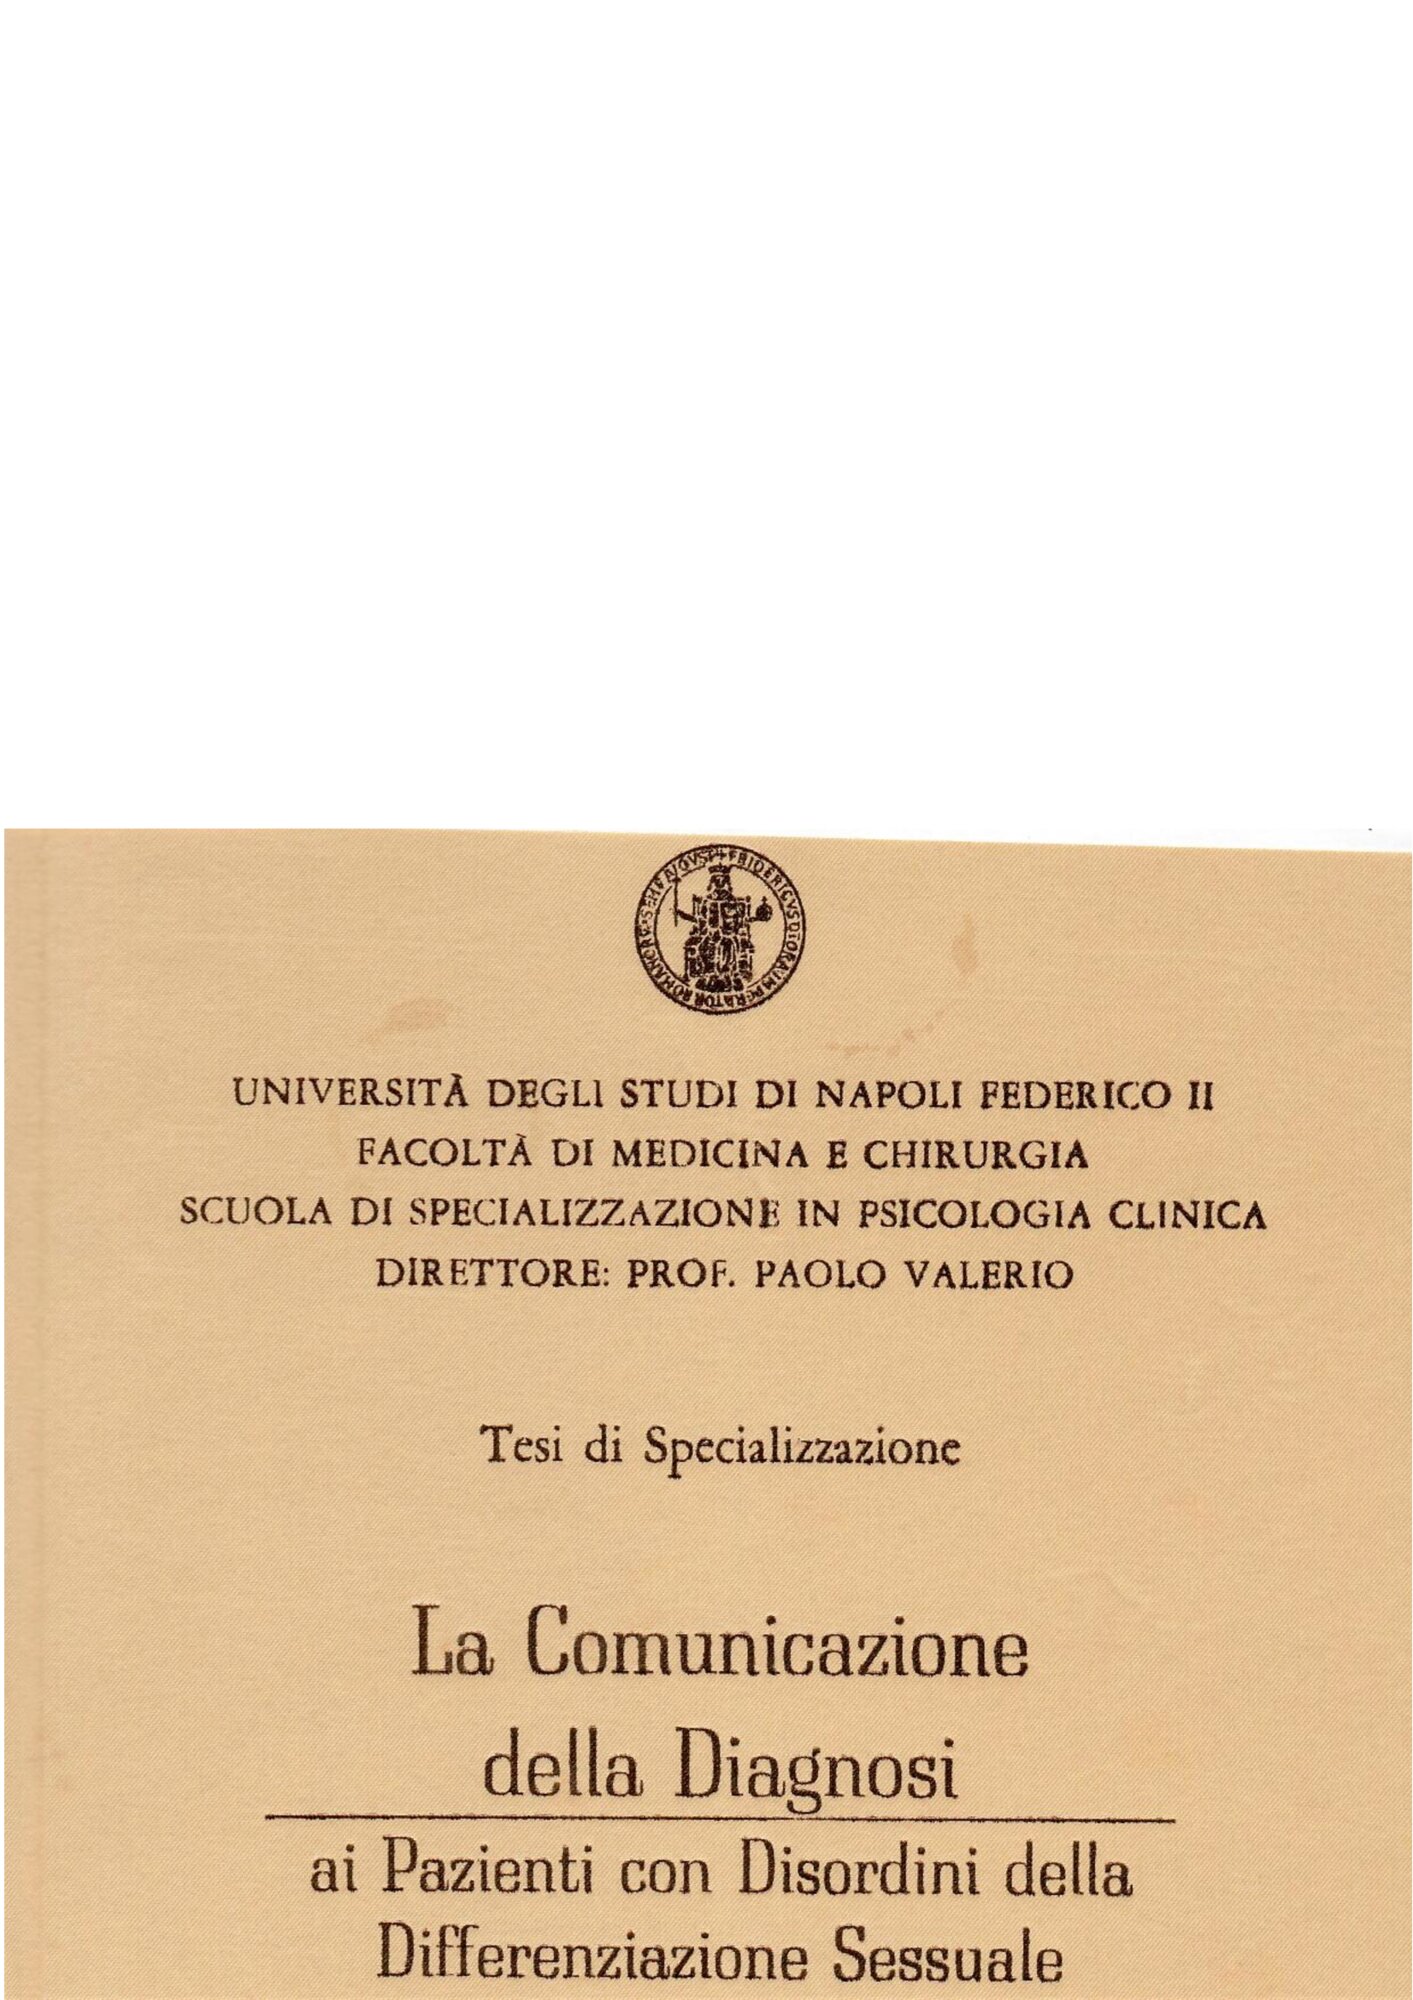 UNIVERSITÀ DEGLI STUDI DI NAPOLI FEDERICO II
FACOLTÀ DI MEDICINA E CHIRURGIA
SCUOLA DI SPECIALIZZAZIONE IN PSICOLOGIA CLINICA
DIRETTORE: PROF. PAOLO VALERIO
Tesi di Specializzazione
La Comunicazione
della Diagnosi
ai Pazienti con Disordini della
Differenziazione Sessuale